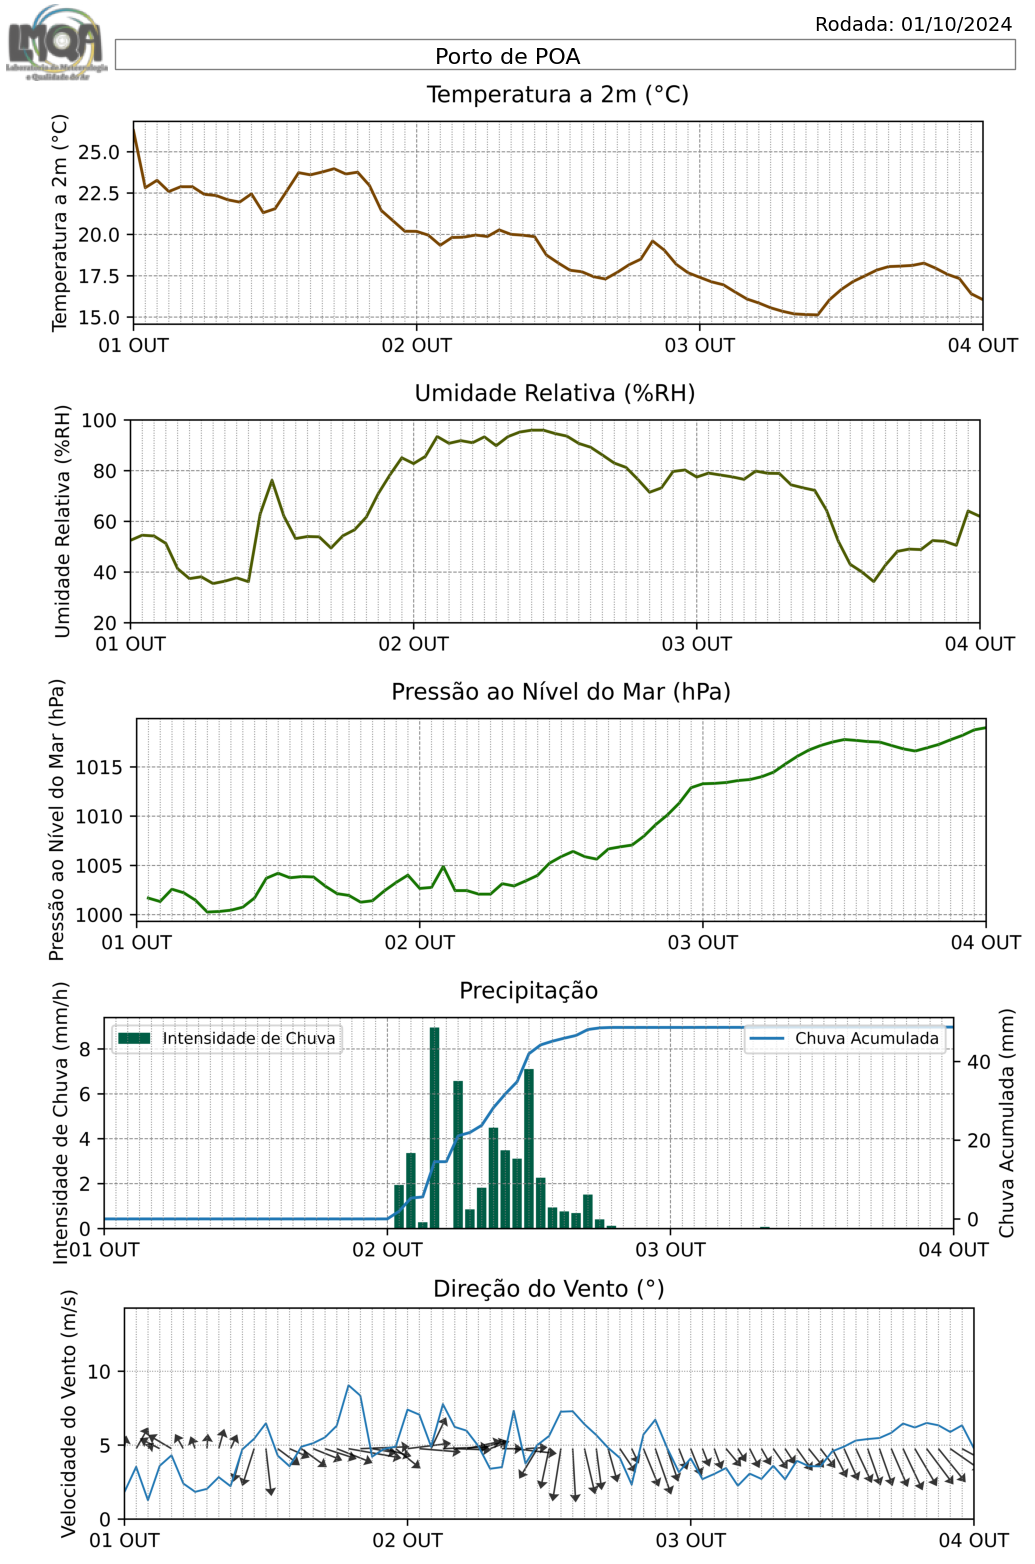 LMQA
Laboratório de Meteorologia
e Qualidade do Ar
Rodada: 01/10/2024
Porto de POA
Temperatura a 2m (°C)
Temperatura a 2m (°C)
25.0
22.5
20.0
17.5
15.0
01 OUT 02 OUT 03 OUT 04 OUT
Umidade Relativa (%RH)
Umidade Relativa (%RH)
100
80
60
40
20
01 OUT 02 OUT 03 OUT 04 OUT
Pressão ao Nível do Mar (hPa)
Pressão ao Nível do Mar (hPa)
1015
1010
1005
1000
01 OUT 02 OUT 03 OUT 04 OUT
Precipitação
Intensidade de Chuva (mm/h)
8
6
4
2
0
Intensidade de Chuva
Chuva Acumulada
40
20
0
Chuva Acumulada (mm)
01 OUT 02 OUT 03 OUT 04 OUT
Direção do Vento (°)
Velocidade do Vento (m/s)
10
5
0
01 OUT 02 OUT 03 OUT 04 OUT